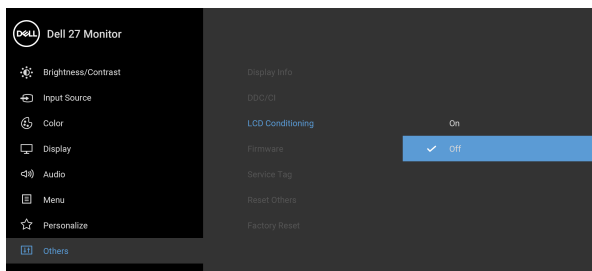 DELL Dell 27 Monitor
Brightness/Contrast
Input Source
Color
Display
Audio
Menu
Personalize
Others
Display Info
DDC/CI
LCD Conditioning
Firmware
Service Tag
Reset Others
Factory Reset
On
Off